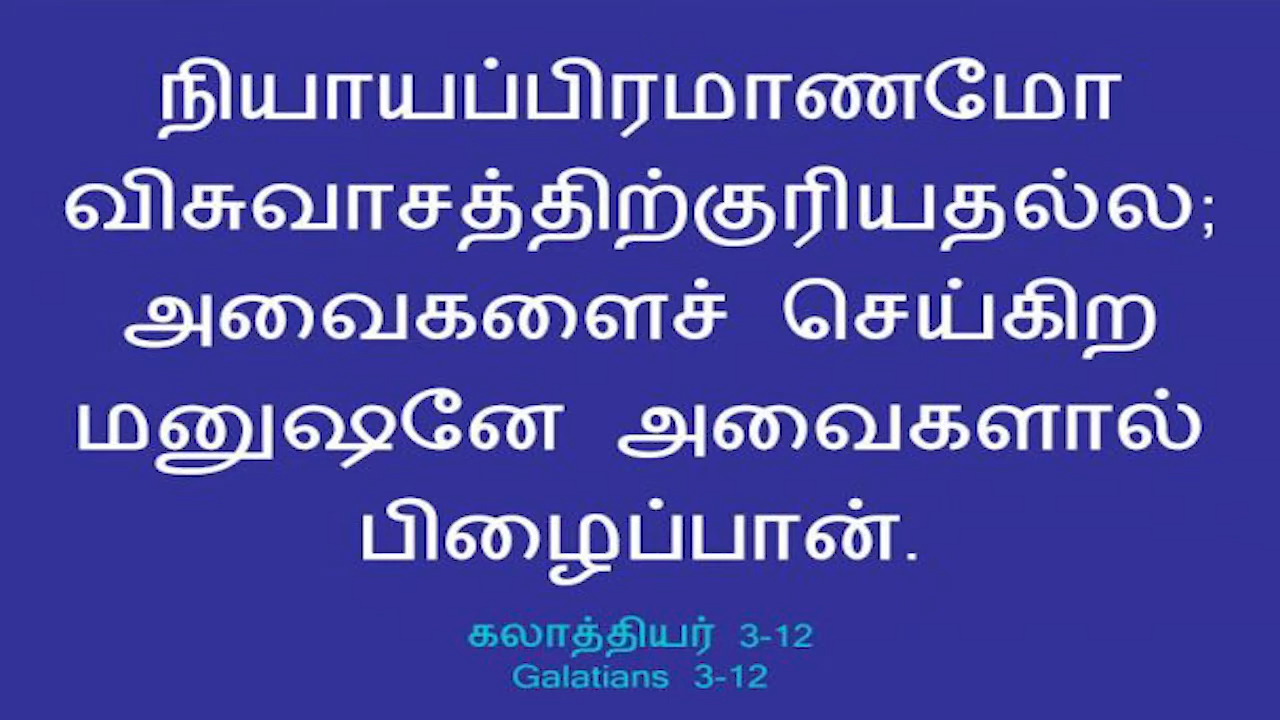 நியாயப்பிரமாணமோ
விசுவாசத்திற்குரியதல்ல;
அவைகளைச் செய்கிற
மனுஷனே அவைகளால்
பிழைப்பான்.
கலாத்தியர் 3-12
Galatians 3-12